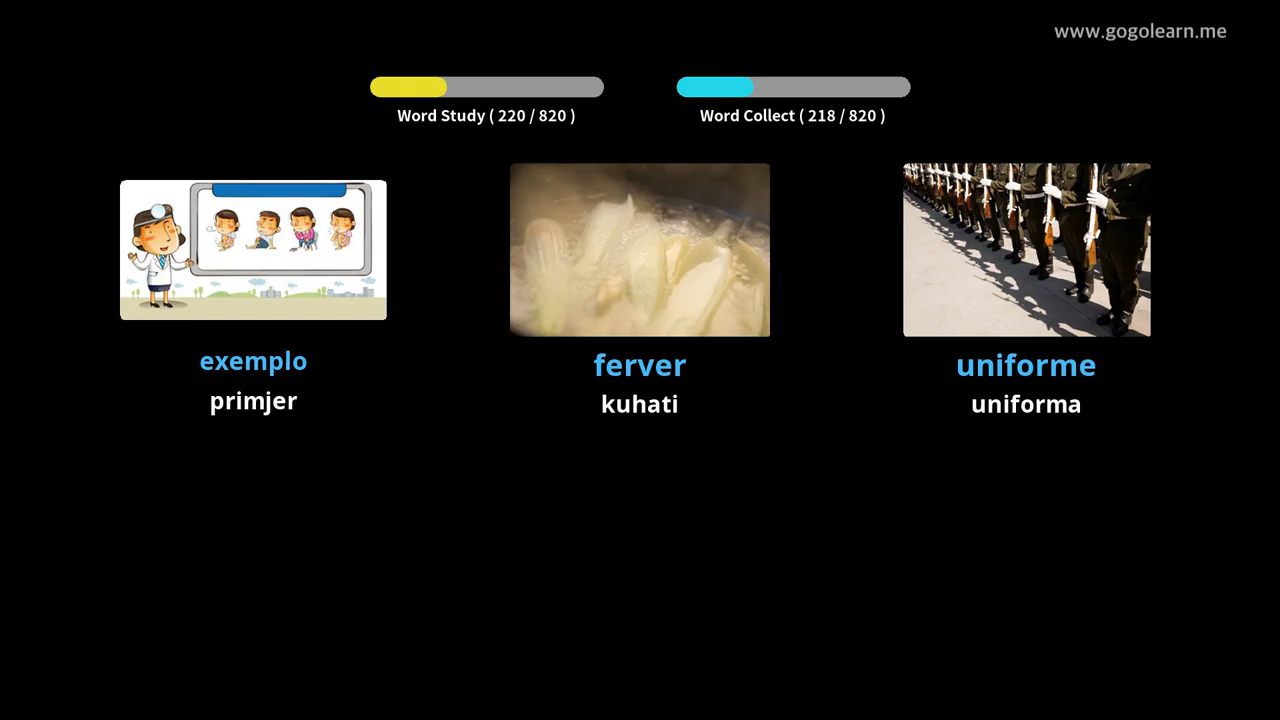 www.gogolearn.me
Word Study ( 220 / 820 )
Word Collect ( 218 / 820 )
exemplo
primjer
ferver
kuhati
uniforme
uniforma